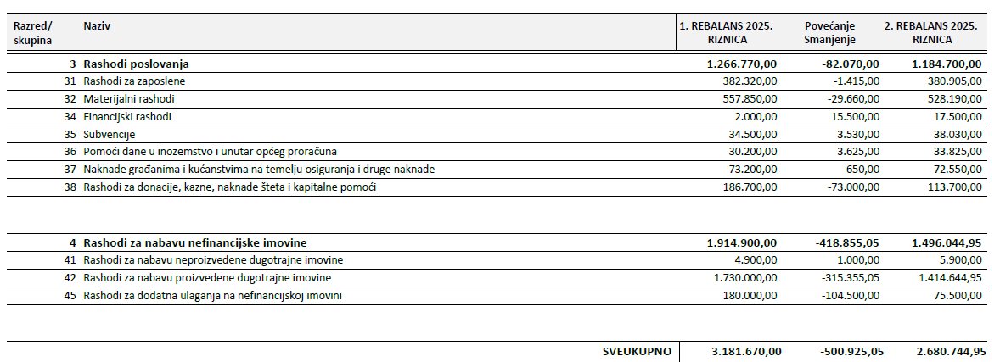 Razred/ skupina Naziv 1. REBALANS 2025. RIZNICA Povećanje Smanjenje 2. REBALANS 2025. RIZNICA
3 Rashodi poslovanja 1.266.770,00 -82.070,00 1.184.700,00
31 Rashodi za zaposlene 382.320,00 -1.415,00 380.905,00
32 Materijalni rashodi 557.850,00 -29.660,00 528.190,00
34 Financijski rashodi 2.000,00 15.500,00 17.500,00
35 Subvencije 34.500,00 3.530,00 38.030,00
36 Pomoći dane u inozemstvo i unutar općeg proračuna 30.200,00 3.625,00 33.825,00
37 Naknade građanima i kućanstvima na temelju osiguranja i druge naknade 73.200,00 -650,00 72.550,00
38 Rashodi za donacije, kazne, naknade šteta i kapitalne pomoći 186.700,00 -73.000,00 113.700,00
4 Rashodi za nabavu nefinancijske imovine 1.914.900,00 -418.855,05 1.496.044,95
41 Rashodi za nabavu neproizvedene dugotrajne imovine 4.900,00 1.000,00 5.900,00
42 Rashodi za nabavu proizvedene dugotrajne imovine 1.730.000,00 -315.355,05 1.414.644,95
45 Rashodi za dodatna ulaganja na nefinancijskoj imovini 180.000,00 -104.500,00 75.500,00
SVEUKUPNO 3.181.670,00 -500.925,05 2.680.744,95